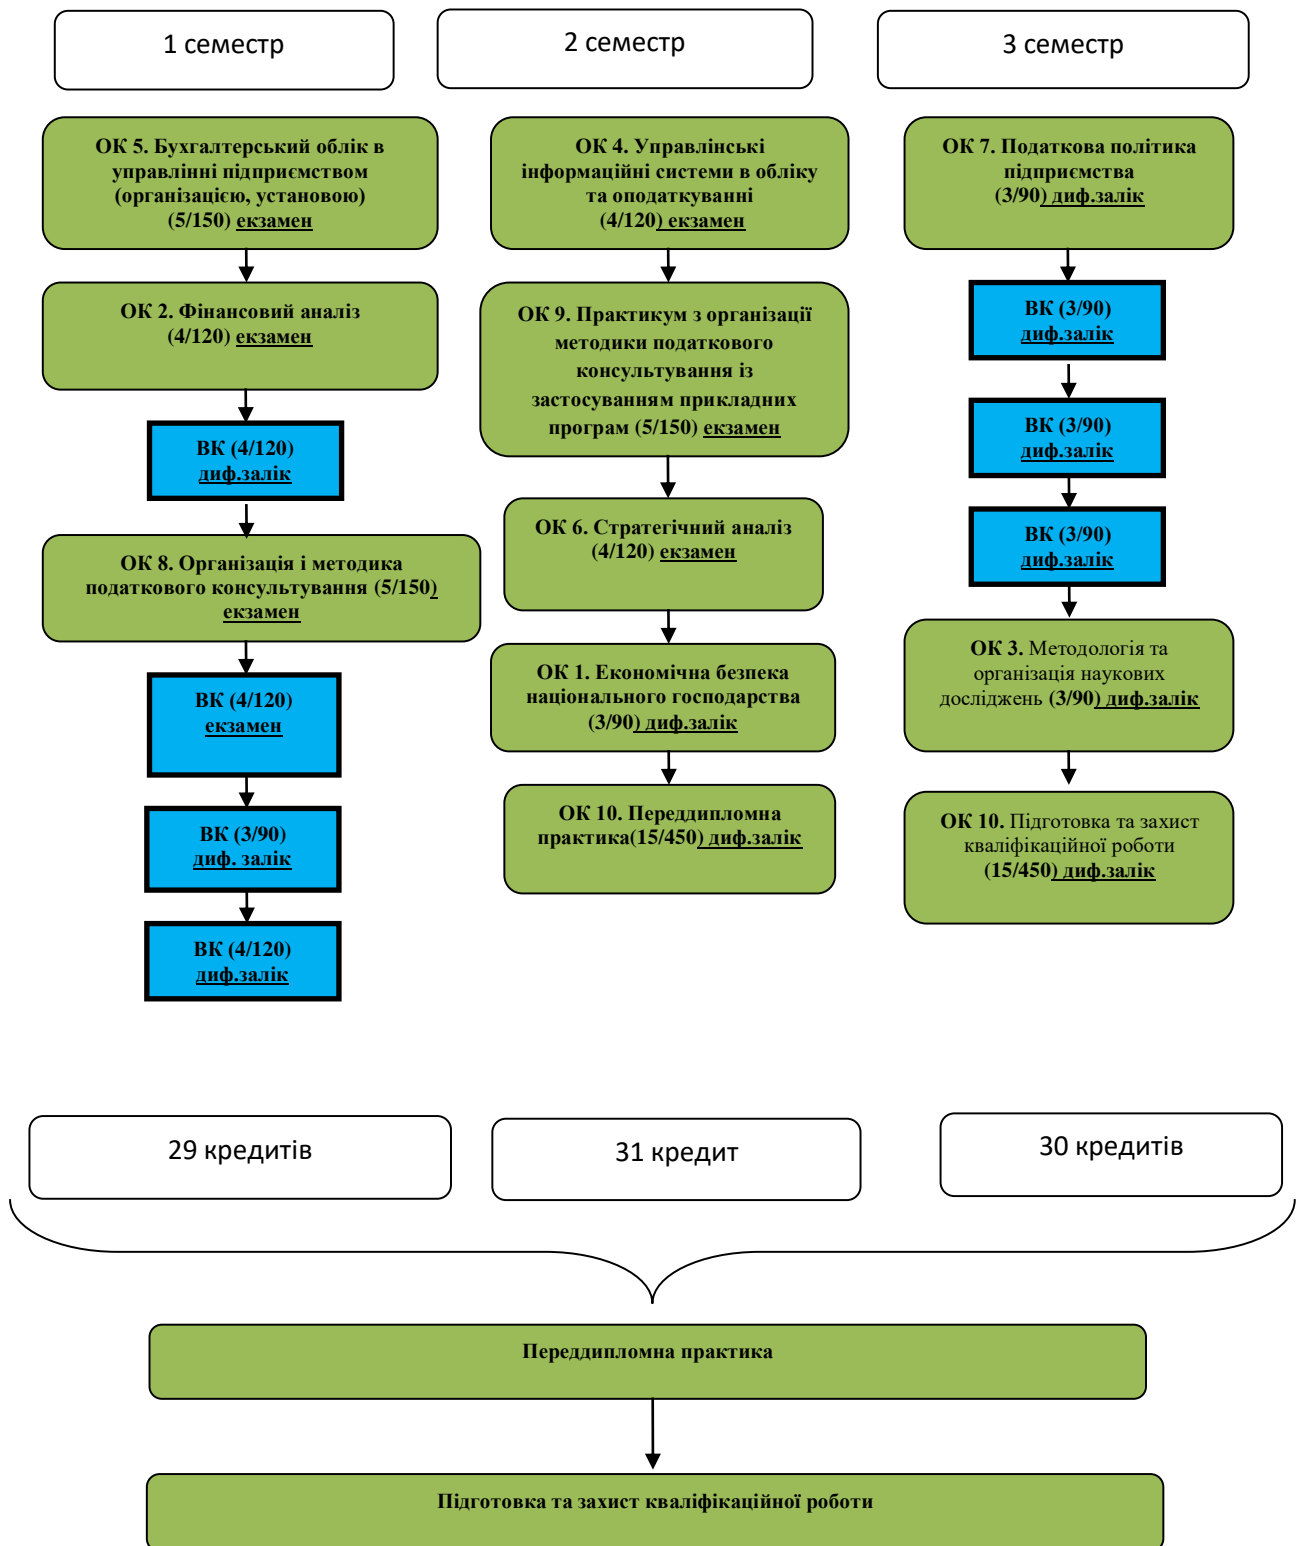 1 семестр
2 семестр
3 семестр
ОК 5. Бухгалтерський облік в
управлінні підприємством
(організацією, установою)
(5/150) екзамен
ОК 2. Фінансовий аналіз
(4/120) екзамен
ВК (4/120)
диф.залік
ОК 8. Організація і методика
податкового консультування (5/150)
екзамен
ВК (4/120)
екзамен
ВК (3/90)
диф. залік
ВК (4/120)
диф.залік
ОК 4. Управлінські
інформаційні системи в обліку
та оподаткуванні
(4/120) екзамен
ОК 9. Практикум з організації
методики податкового
консультування із
застосуванням прикладних
програм (5/150) екзамен
ОК 6. Стратегічний аналіз
(4/120) екзамен
ОК 1. Економічна безпека
національного господарства
(3/90) диф.залік
ОК 10. Переддипломна
практика(15/450) диф.залік
ОК 7. Податкова політика
підприємства
(3/90) диф.залік
ВК (3/90)
диф.залік
ВК (3/90)
диф.залік
ВК (3/90)
диф.залік
ОК 3. Методологія та
організація наукових
досліджень (3/90) диф.залік
ОК 10. Підготовка та захист
кваліфікаційної роботи
(15/450) диф.залік
29 кредитів
31 кредит
30 кредитів
Переддипломна практика
Підготовка та захист кваліфікаційної роботи